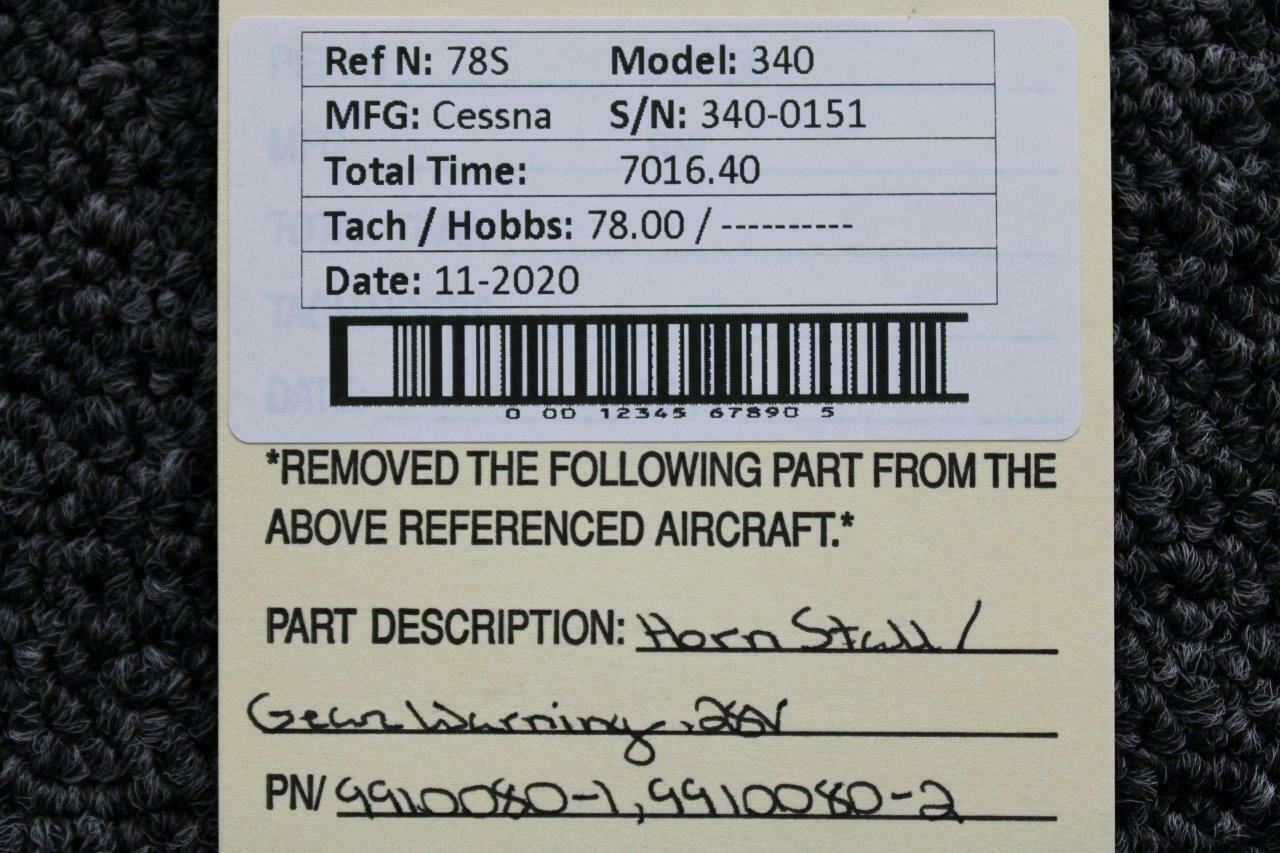 Ref N: 78S Model: 340
MFG: Cessna S/N: 340-0151
Total Time: 7016.40
Tach / Hobbs: 78.00 / ----------
Date: 11-2020
0 00 12345 67890 5
*REMOVED THE FOLLOWING PART FROM THE
ABOVE REFERENCED AIRCRAFT.*
PART DESCRIPTION: Horn Stall /
Gear Warning, 28V
PN/ 9910080-1, 9910080-2